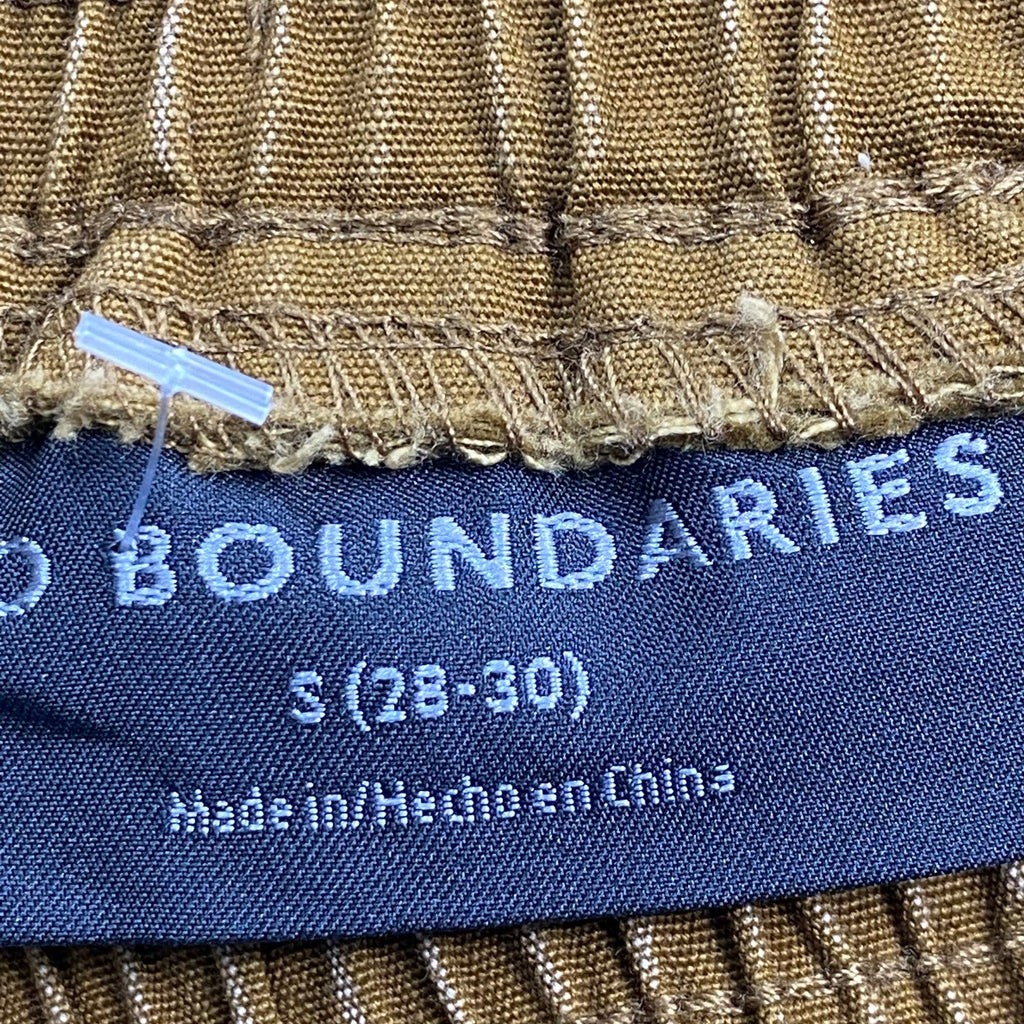 O BOUNDARIES
S (28-30)
Made in/Hecho en China